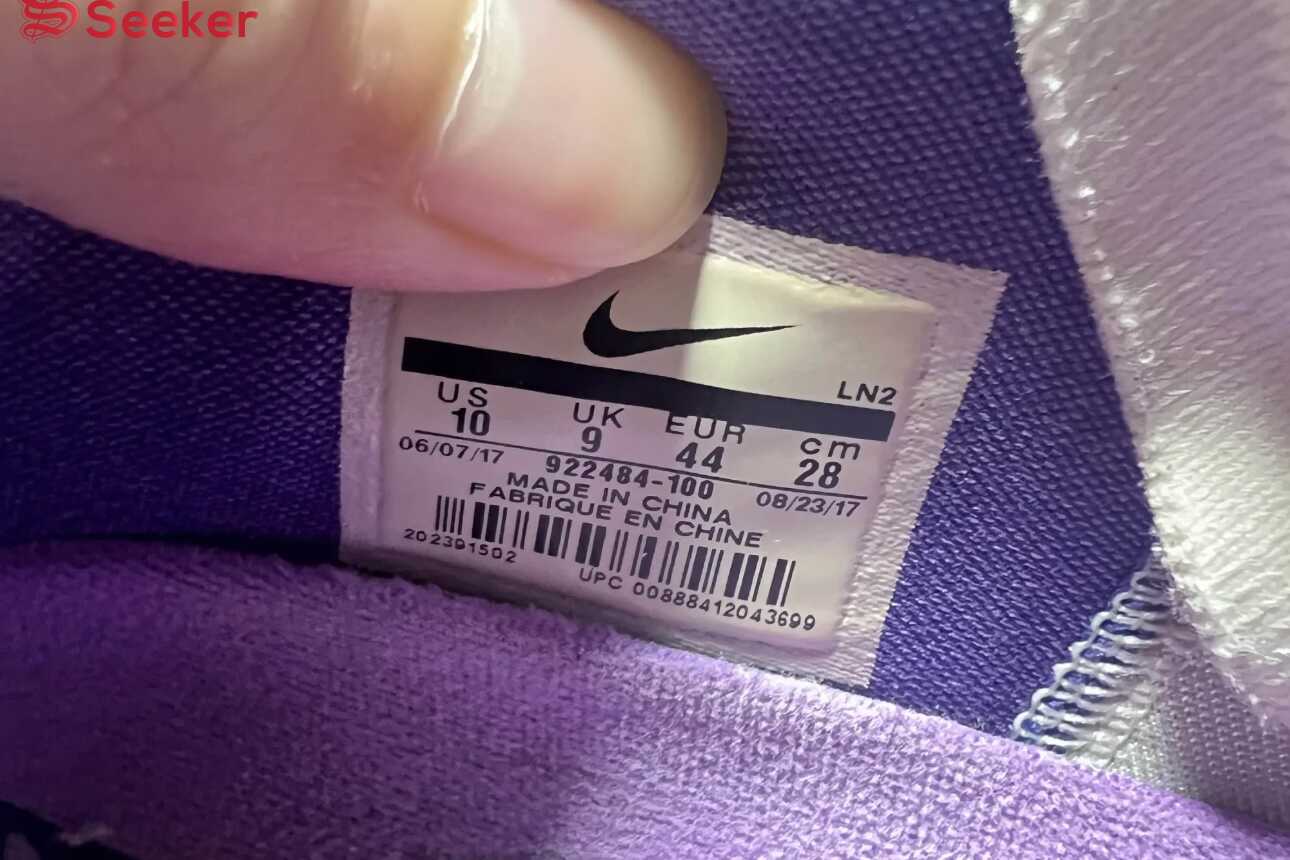 Seeker
LN2
US UK EUR cm
10 9 44 28
06/07/17 922484-100 08/23/17
MADE IN CHINA
FABRIQUE EN CHINE
202391502
UPC 00888412043699